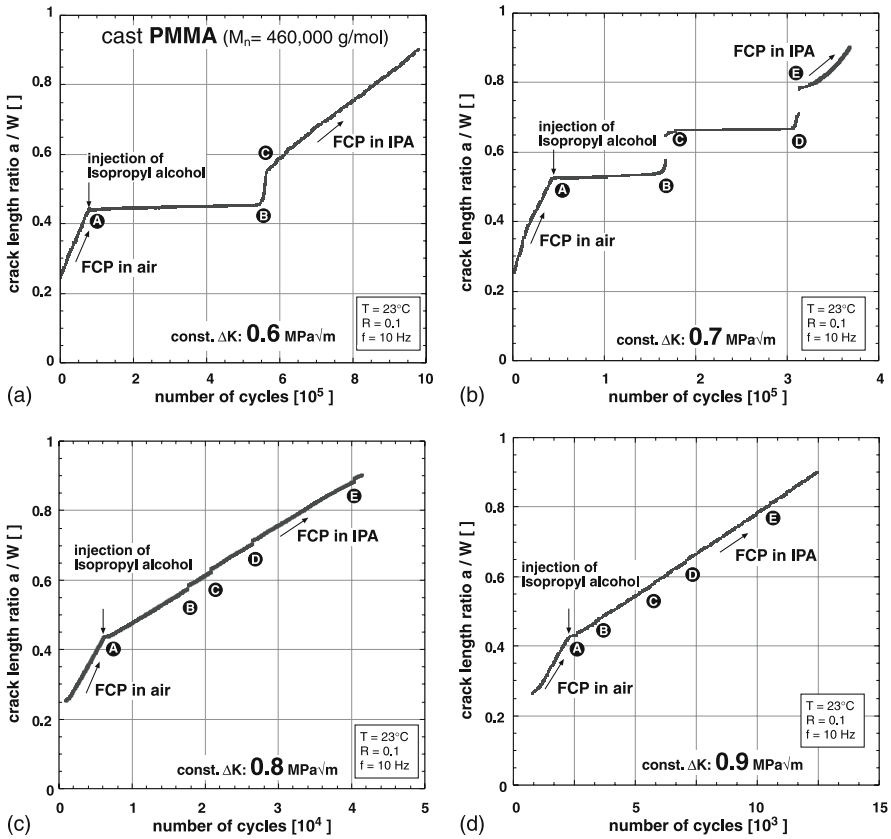 cast PMMA (Mn= 460,000 g/mol)
1
0.8
0.6
0.4
0.2
0
crack length ratio a / W [ ]
injection of
Isopropyl alcohol
A
B
C
FCP in air
FCP in IPA
T = 23°C
R = 0.1
f = 10 Hz
const. ΔK: 0.6 MPa√m
0 2 4 6 8 10
number of cycles [10⁵]
(a)
1
0.8
0.6
0.4
0.2
0
crack length ratio a / W [ ]
FCP in IPA
E
injection of
Isopropyl alcohol
C
D
A
B
FCP in air
T = 23°C
R = 0.1
f = 10 Hz
const. ΔK: 0.7 MPa√m
0 1 2 3 4
number of cycles [10⁵]
(b)
1
0.8
0.6
0.4
0.2
0
crack length ratio a / W [ ]
E
FCP in IPA
injection of
Isopropyl alcohol
D
C
B
A
FCP in air
T = 23°C
R = 0.1
f = 10 Hz
const. ΔK: 0.8 MPa√m
0 1 2 3 4 5
number of cycles [10⁴]
(c)
1
0.8
0.6
0.4
0.2
0
crack length ratio a / W [ ]
E
FCP in IPA
injection of
Isopropyl alcohol
D
C
B
A
FCP in air
T = 23°C
R = 0.1
f = 10 Hz
const. ΔK: 0.9 MPa√m
0 5 10 15
number of cycles [10³]
(d)